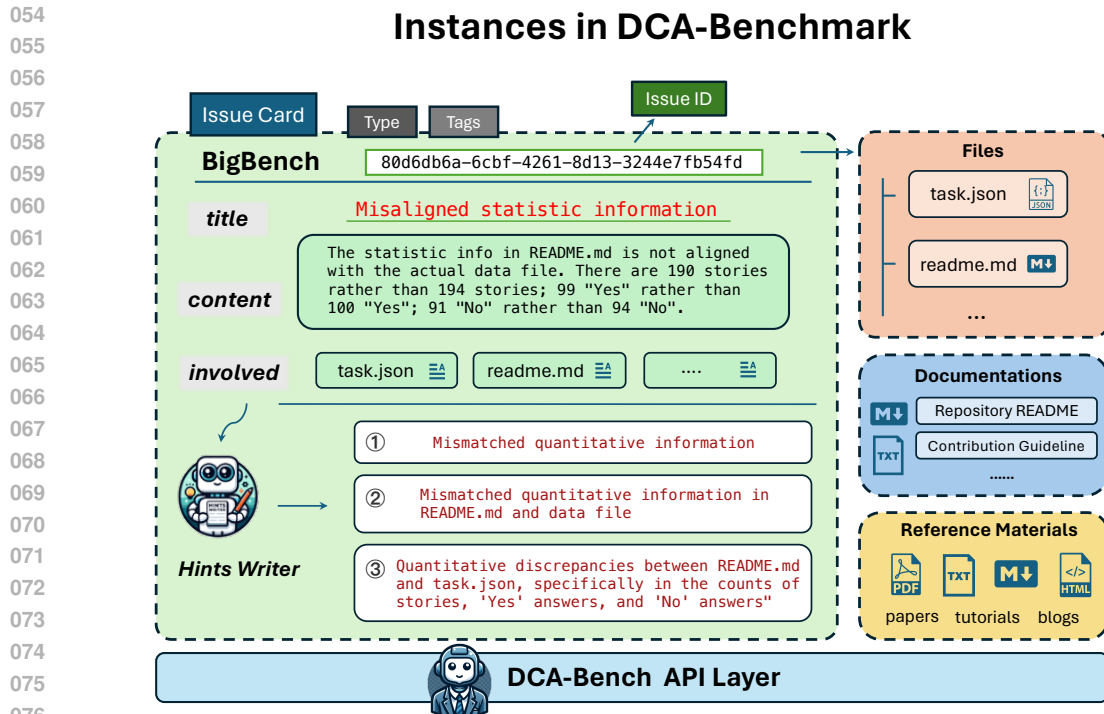 Instances in DCA-Benchmark
054
055
056
057
058
059
060
061
062
063
064
065
066
067
068
069
070
071
072
073
074
075
076
Issue Card
Type
Tags
Issue ID
BigBench
80d6db6a-6cbf-4261-8d13-3244e7fb54fd
title
Misaligned statistic information
content
The statistic info in README.md is not aligned
with the actual data file. There are 190 stories
rather than 194 stories; 99 "Yes" rather than
100 "Yes"; 91 "No" rather than 94 "No".
involved
task.json
readme.md
....
Hints Writer
① Mismatched quantitative information
② Mismatched quantitative information in
README.md and data file
③ Quantitative discrepancies between README.md
and task.json, specifically in the counts of
stories, 'Yes' answers, and 'No' answers"
Files
task.json
{:}
JSON
readme.md
M
...
Documentations
M
Repository README
TXT
Contribution Guideline
......
Reference Materials
PDF
TXT
M
</>
HTML
papers
tutorials
blogs
DCA-Bench API Layer